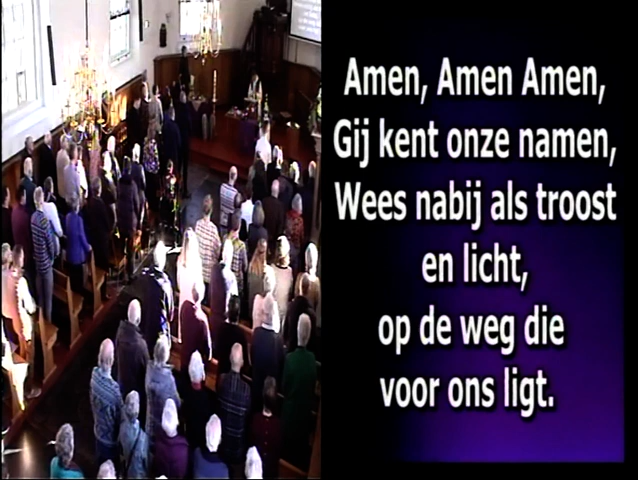 Amen, Amen Amen,
Gij kent onze namen,
Wees nabij als troost
en licht,
op de weg die
voor ons ligt.